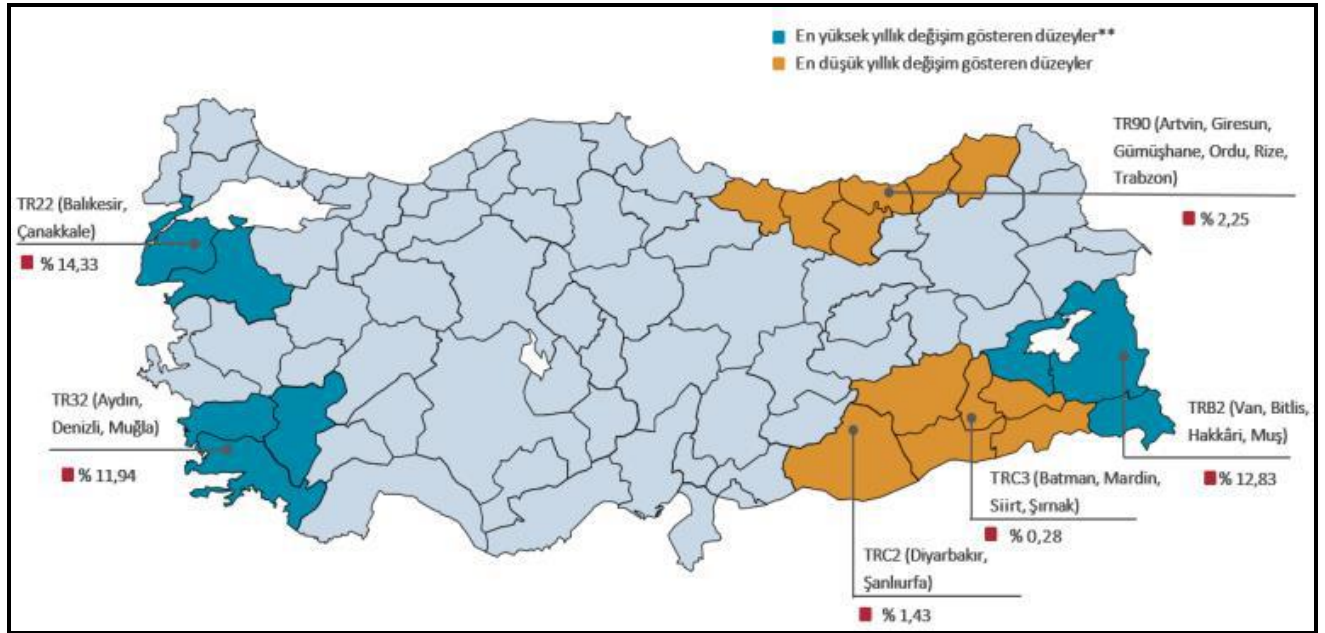 En yüksek yıllık değişim gösteren düzeyler**
En düşük yıllık değişim gösteren düzeyler
TR90 (Artvin, Giresun,
Gümüşhane, Ordu, Rize,
Trabzon)
% 2,25
TR22 (Balıkesir,
Çanakkale)
% 14,33
TR32 (Aydın,
Denizli, Muğla)
% 11,94
TRB2 (Van, Bitlis,
Hakkâri, Muş)
% 12,83
TRC3 (Batman, Mardin,
Siirt, Şırnak)
% 0,28
TRC2 (Diyarbakır,
Şanlıurfa)
% 1,43